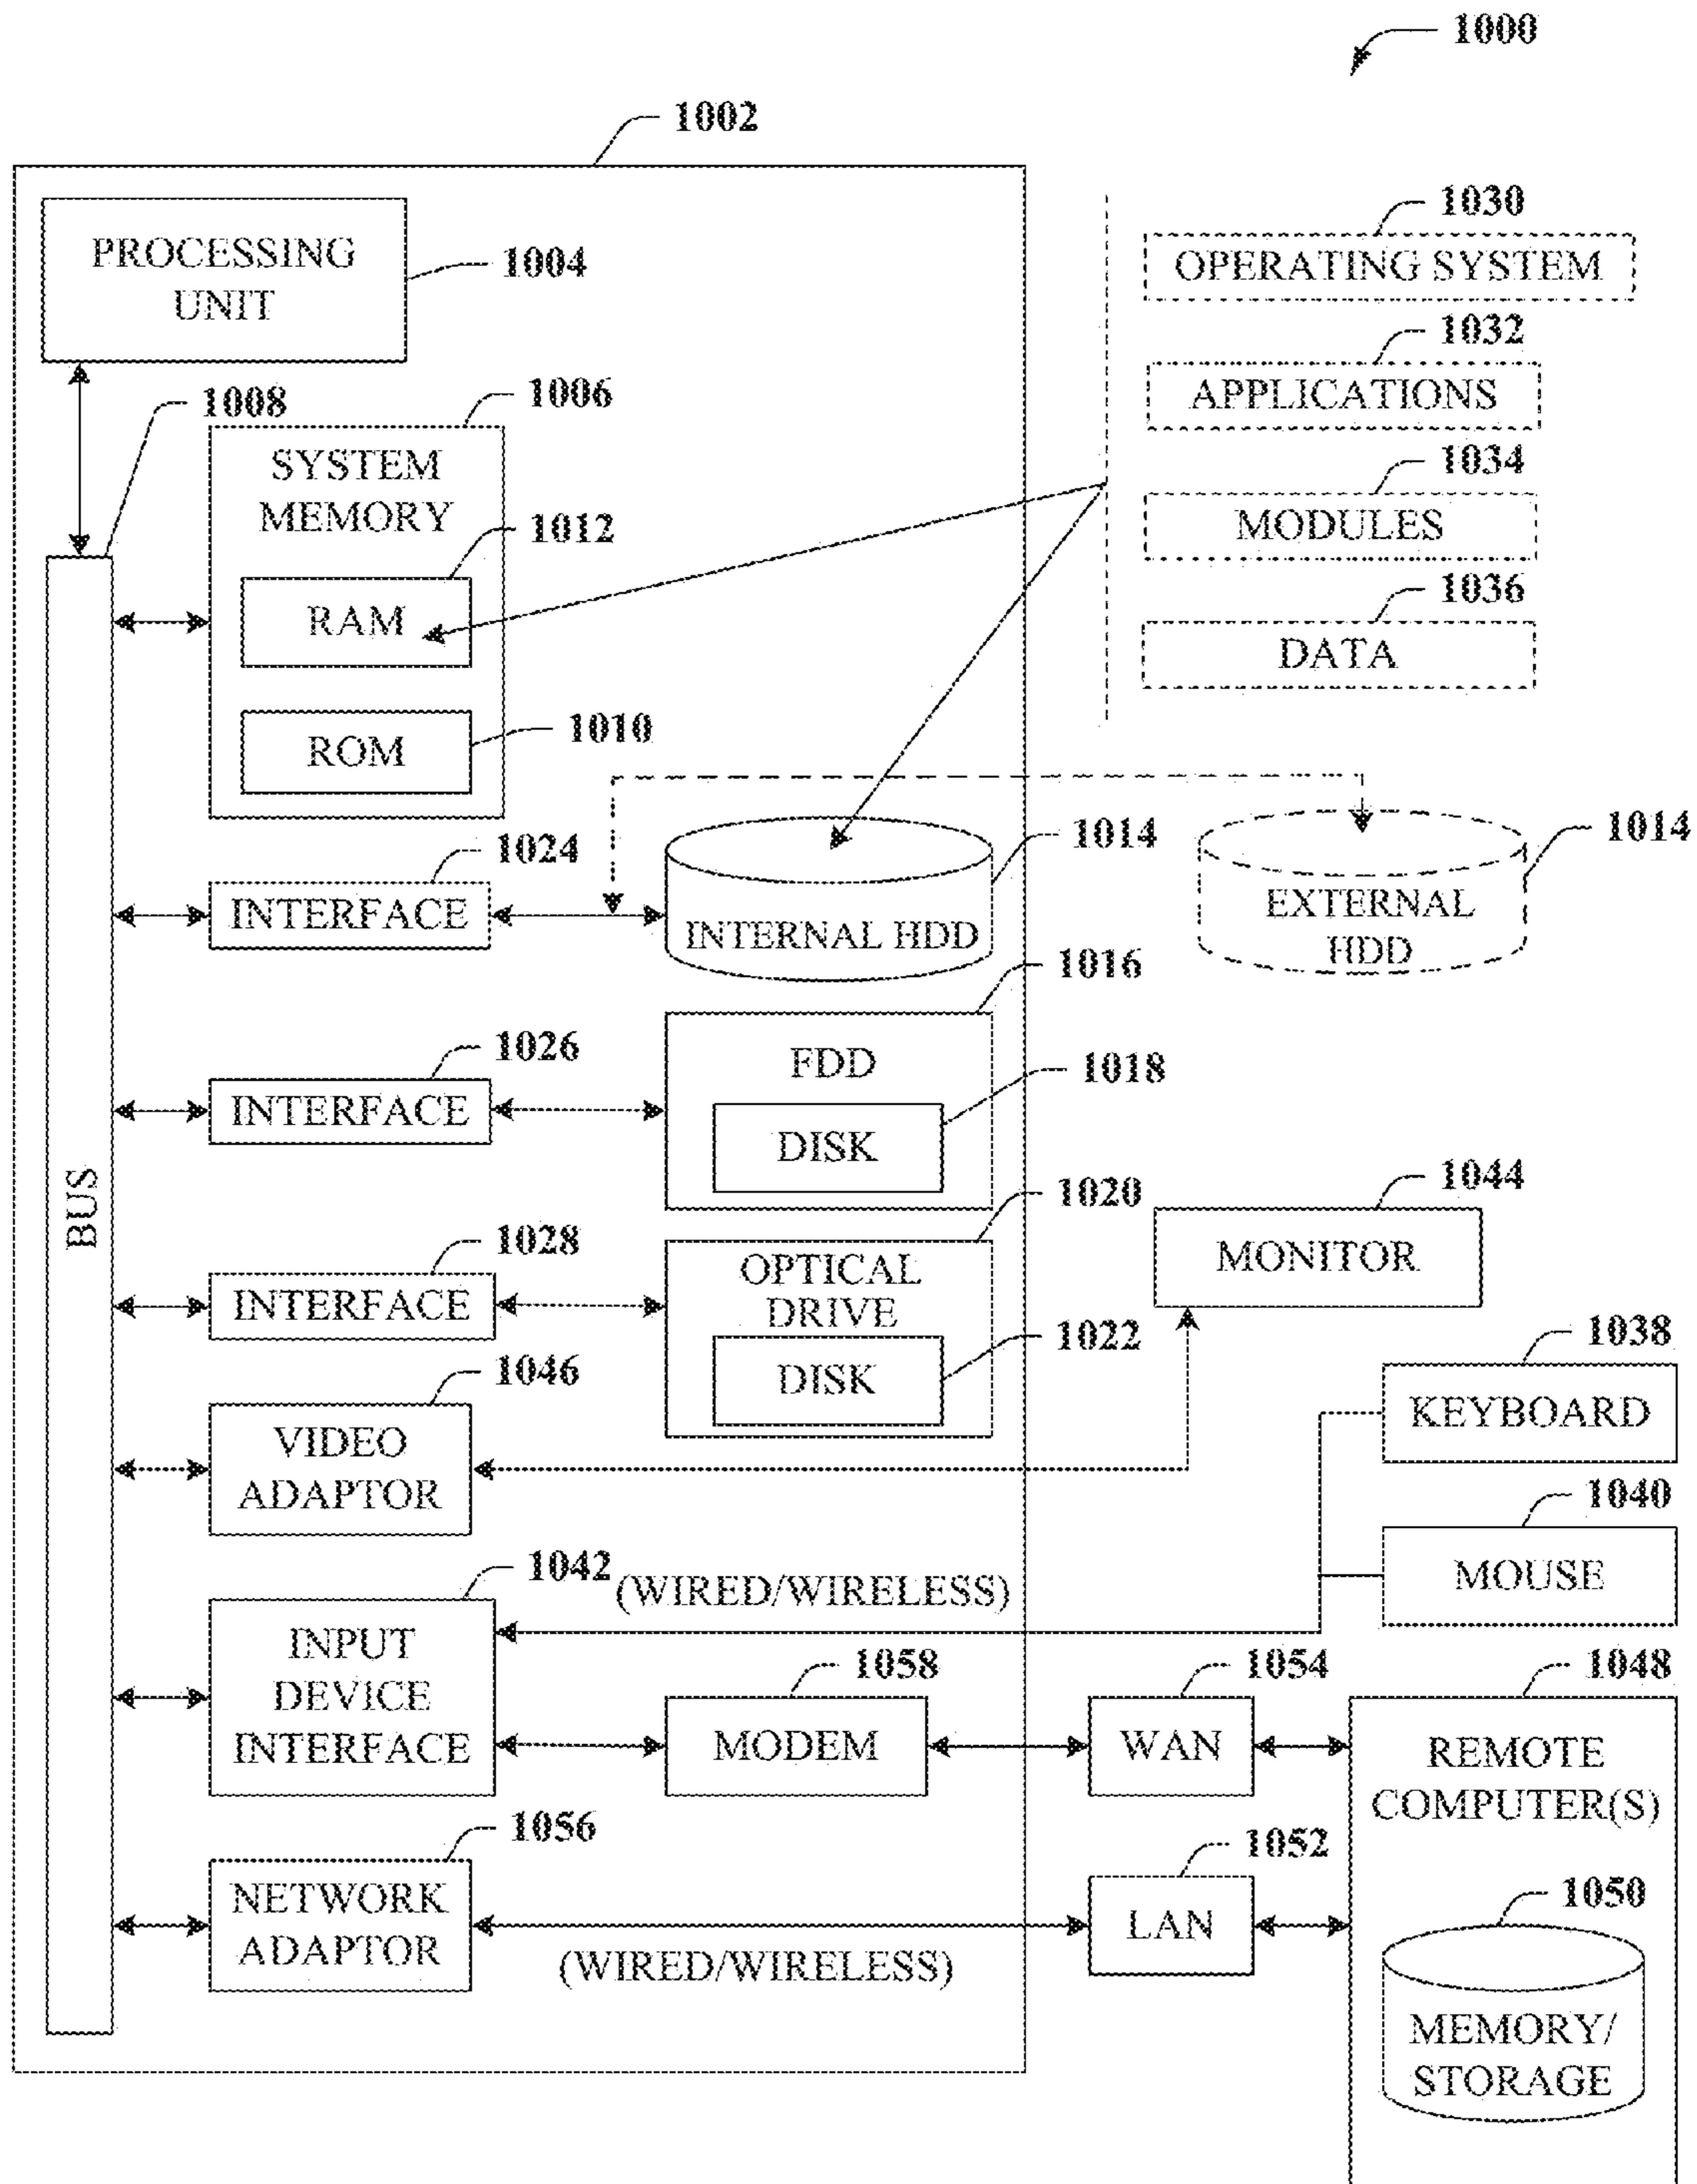 1000
1002
PROCESSING
UNIT
1004
1030
OPERATING SYSTEM
1032
APPLICATIONS
1034
MODULES
1036
DATA
1008
1006
SYSTEM
MEMORY
1012
RAM
1010
ROM
1024
INTERFACE
1014
INTERNAL HDD
1014
EXTERNAL
HDD
1016
1026
INTERFACE
FDD
1018
DISK
BUS
1020
1028
INTERFACE
OPTICAL
DRIVE
1022
DISK
1044
MONITOR
1038
KEYBOARD
1046
VIDEO
ADAPTOR
1040
MOUSE
1042
(WIRED/WIRELESS)
INPUT
DEVICE
INTERFACE
1058
MODEM
1054
WAN
1048
REMOTE
COMPUTER(S)
1056
NETWORK
ADAPTOR
(WIRED/WIRELESS)
1052
LAN
1050
MEMORY/
STORAGE